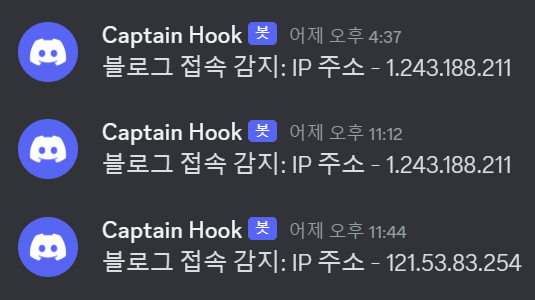 Captain Hook 봇 어제 오후 4:37
블로그 접속 감지: IP 주소 - 1.243.188.211
Captain Hook 봇 어제 오후 11:12
블로그 접속 감지: IP 주소 - 1.243.188.211
Captain Hook 봇 어제 오후 11:44
블로그 접속 감지: IP 주소 - 121.53.83.254